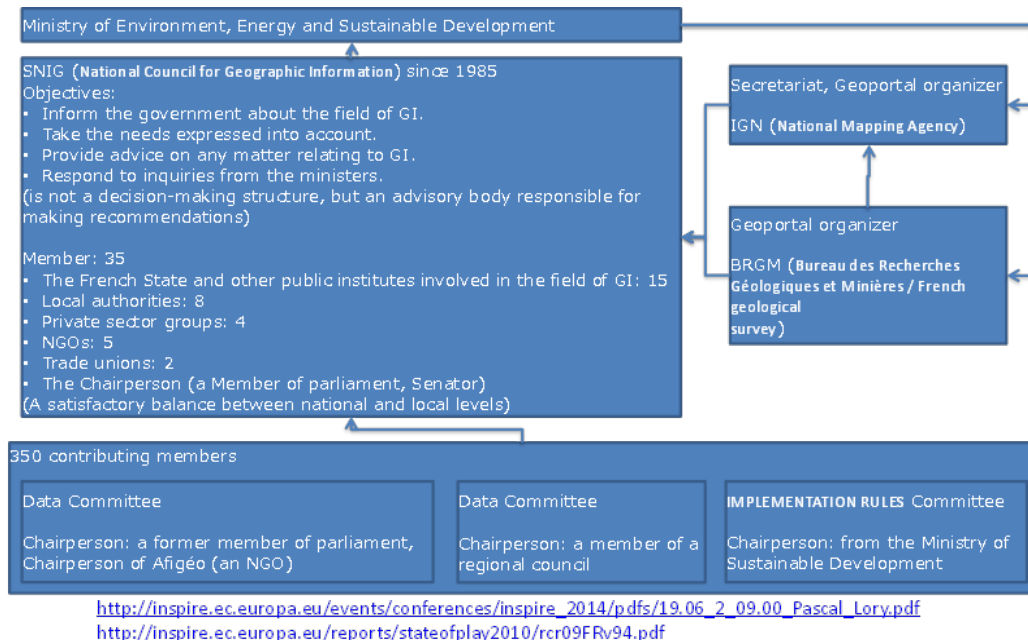 Ministry of Environment, Energy and Sustainable Development
SNIG (National Council for Geographic Information) since 1985
Objectives:
▪ Inform the government about the field of GI.
▪ Take the needs expressed into account.
▪ Provide advice on any matter relating to GI.
▪ Respond to inquiries from the ministers.
(is not a decision-making structure, but an advisory body responsible for
making recommendations)
Member: 35
▪ The French State and other public institutes involved in the field of GI: 15
▪ Local authorities: 8
▪ Private sector groups: 4
▪ NGOs: 5
▪ Trade unions: 2
▪ The Chairperson (a Member of parliament, Senator)
(A satisfactory balance between national and local levels)
Secretariat, Geoportal organizer
IGN (National Mapping Agency)
Geoportal organizer
BRGM (Bureau des Recherches
Géologiques et Minières / French
geological
survey)
350 contributing members
Data Committee
Chairperson: a former member of parliament,
Chairperson of Afigéo (an NGO)
Data Committee
Chairperson: a member of a
regional council
IMPLEMENTATION RULES Committee
Chairperson: from the Ministry of
Sustainable Development
http://inspire.ec.europa.eu/events/conferences/inspire_2014/pdfs/19.06_2_09.00_Pascal_Lory.pdf
http://inspire.ec.europa.eu/reports/stateofplay2010/rcr09FRv94.pdf